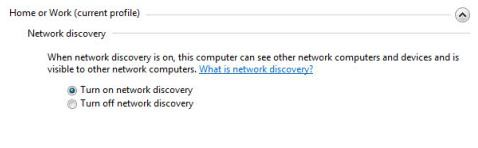 Home or Work (current profile)
Network discovery
When network discovery is on, this computer can see other network computers and devices and is
visible to other network computers. What is network discovery?
Turn on network discovery
Turn off network discovery